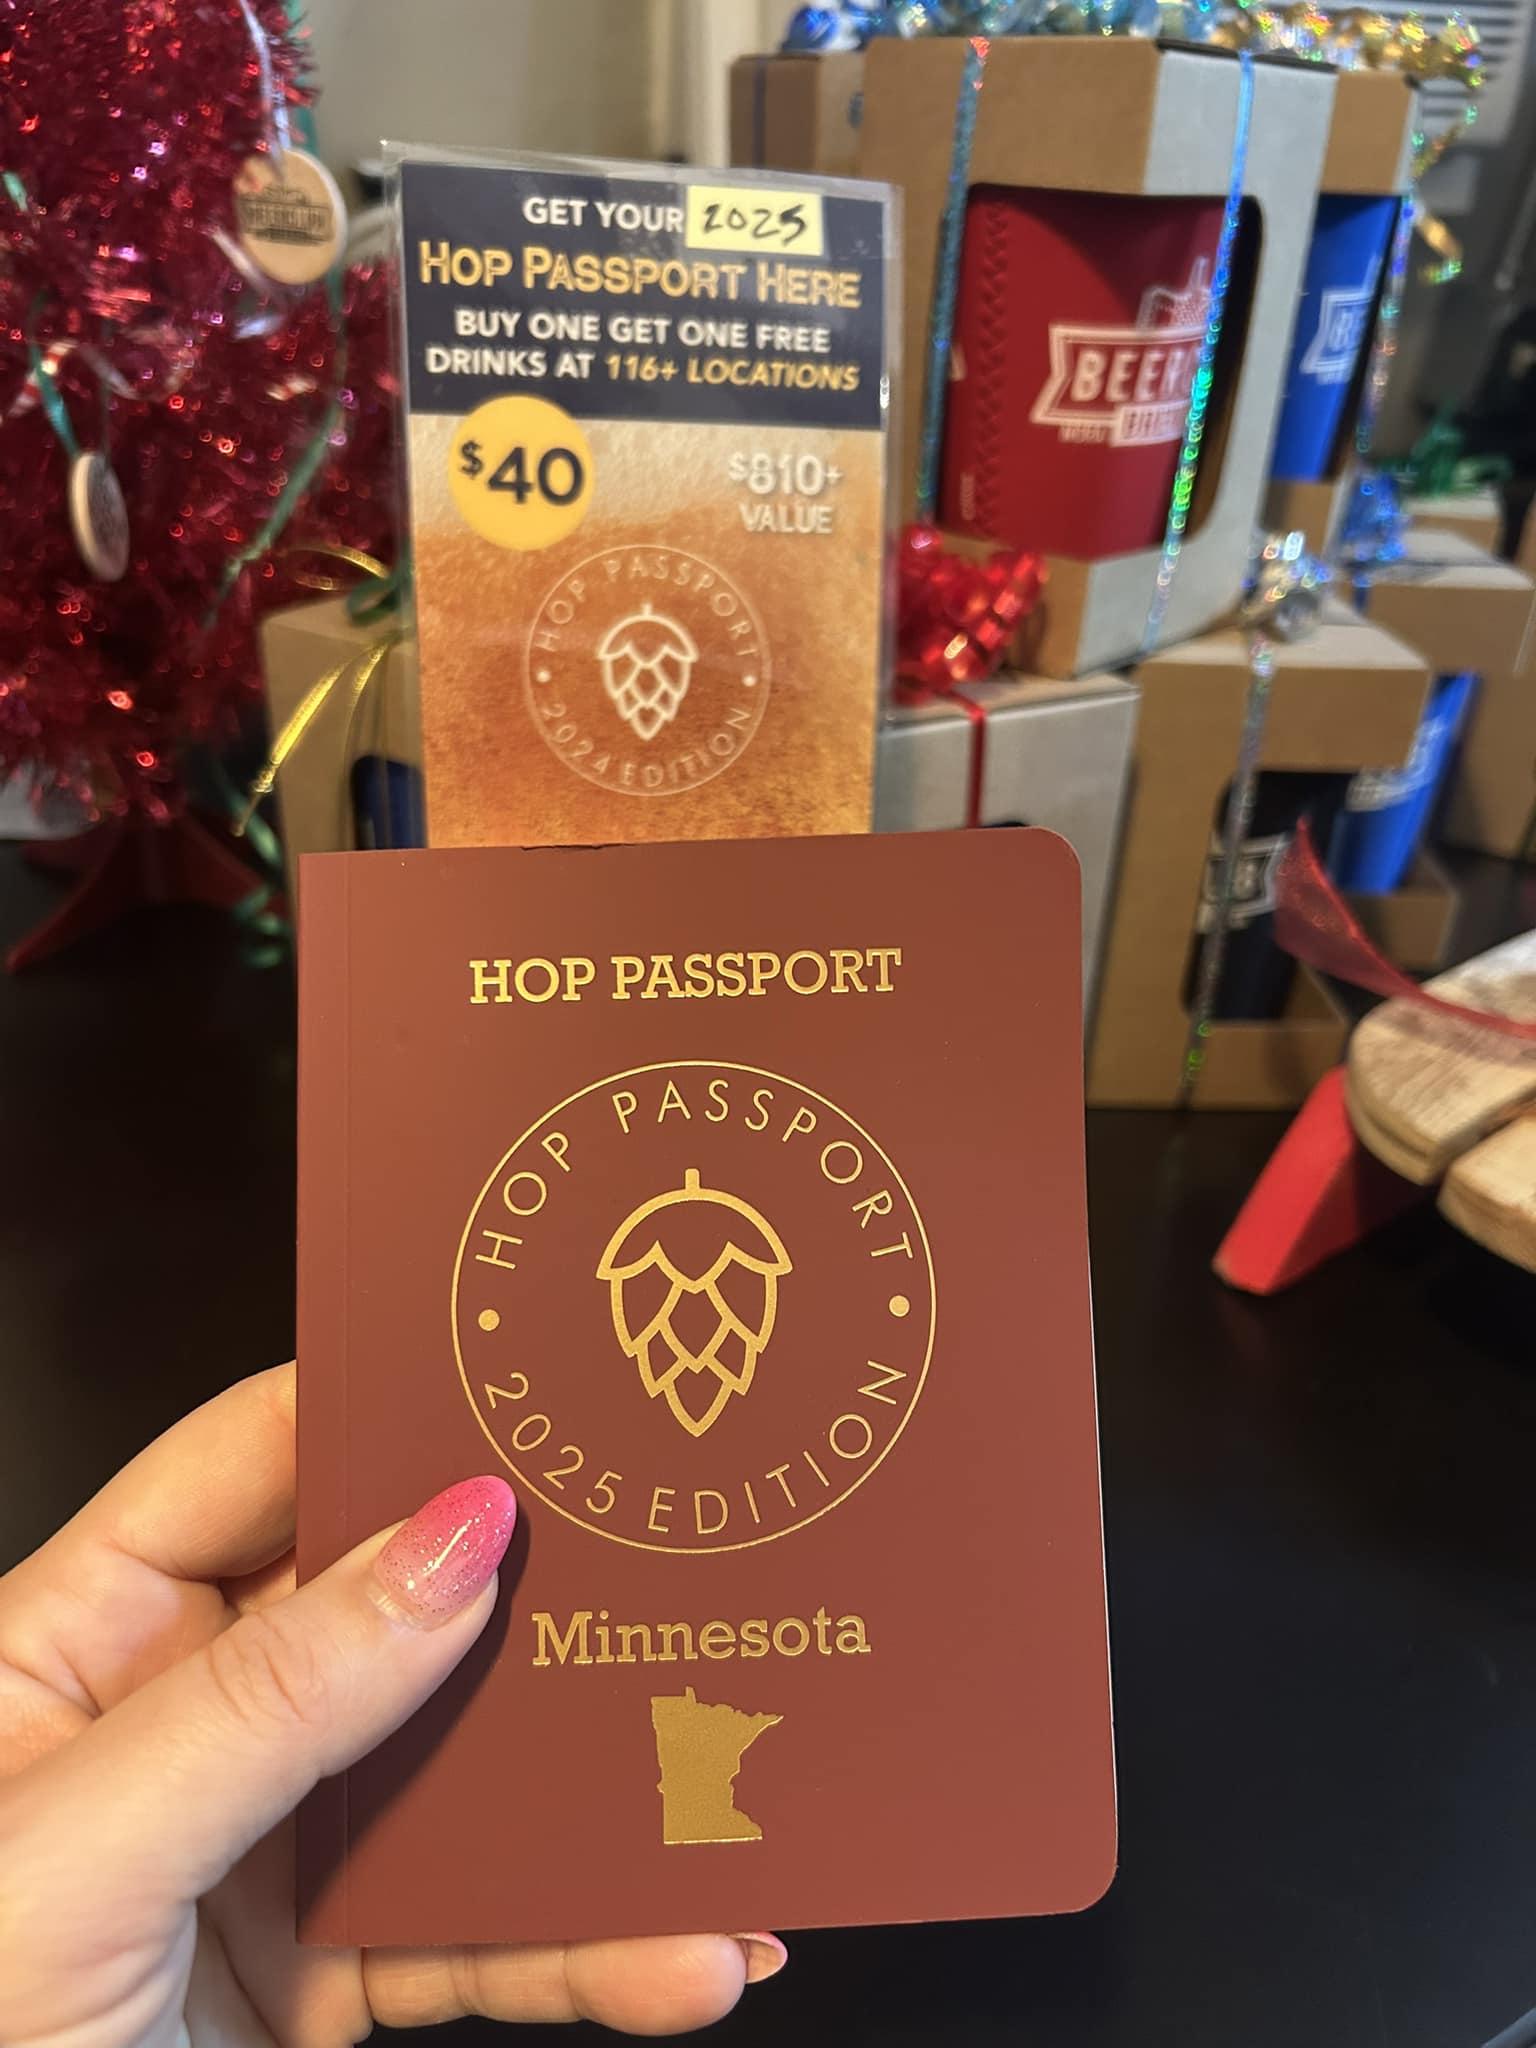 GET YOUR 2025
HOP PASSPORT HERE
BUY ONE GET ONE FREE
DRINKS AT 116+ LOCATIONS
$40
$810+
VALUE
HOP PASSPORT
2024 EDITION
HOP PASSPORT
HOP PASSPORT
2025 EDITION
Minnesota